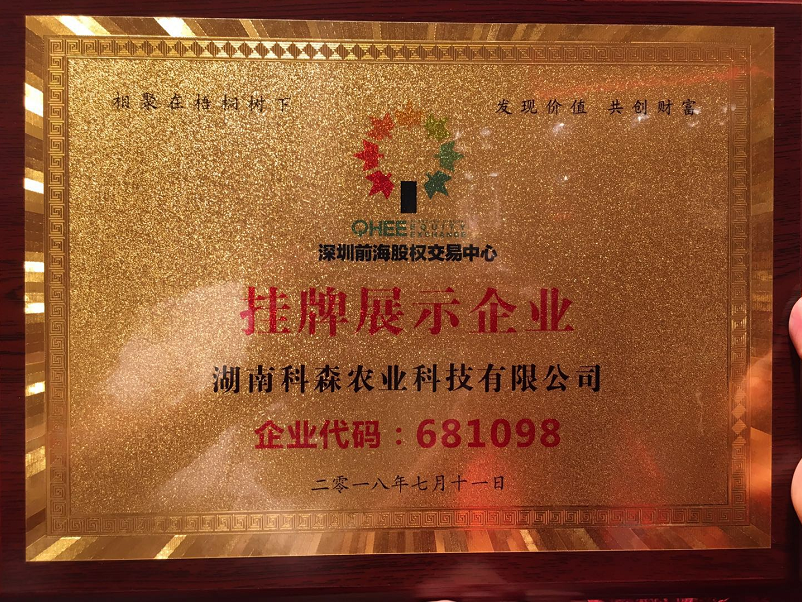 相聚在梧桐树下
发现价值 共创财富
QHEE EQUITY EXCHANGE
深圳前海股权交易中心
挂牌展示企业
湖南科森农业科技有限公司
企业代码：681098
二零一八年七月十一日